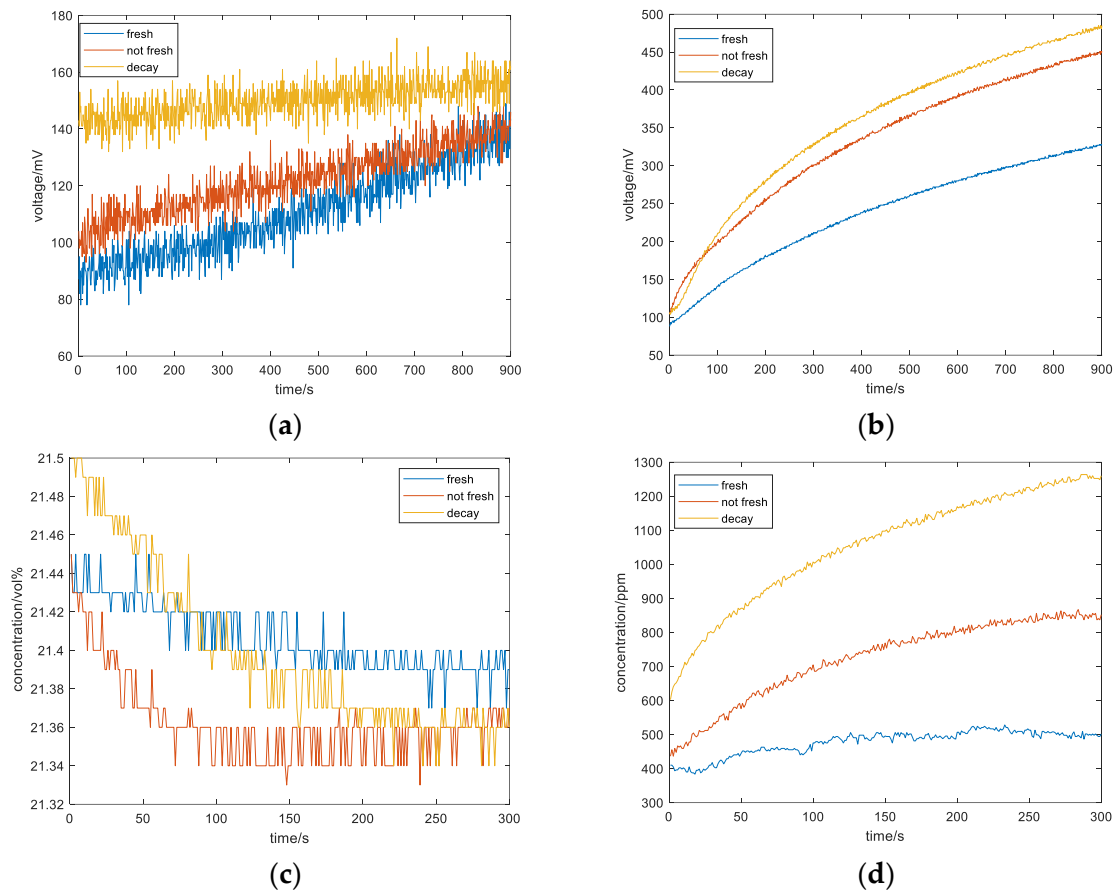 180
160
140
120
100
80
60
voltage/mV
fresh
not fresh
decay
0 100 200 300 400 500 600 700 800 900
time/s
(a)
500
450
400
350
300
250
200
150
100
50
voltage/mV
fresh
not fresh
decay
0 100 200 300 400 500 600 700 800 900
time/s
(b)
21.5
21.48
21.46
21.44
21.42
21.4
21.38
21.36
21.34
21.32
concentration/vol%
fresh
not fresh
decay
0 50 100 150 200 250 300
time/s
(c)
1300
1200
1100
1000
900
800
700
600
500
400
300
concentration/ppm
fresh
not fresh
decay
0 50 100 150 200 250 300
time/s
(d)